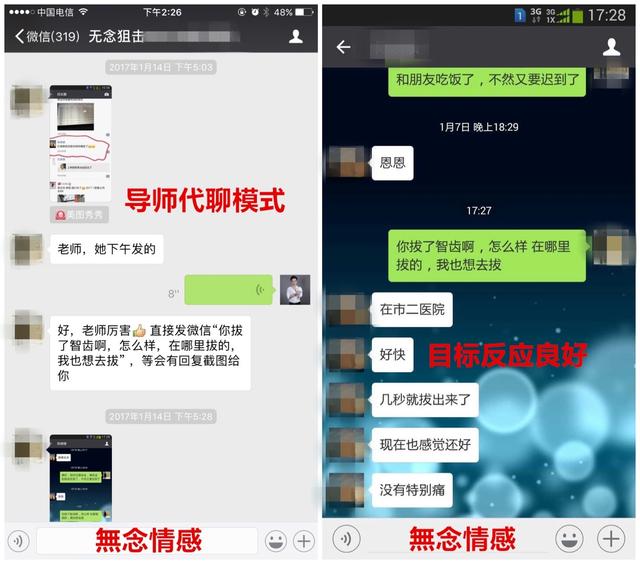 中国电信
下午2:26
48%
微信(319)
无念狙击
2017年1月14日 下午5:03
导师代聊模式
美图秀秀
老师，她下午发的
8"
好，老师厉害👍 直接发微信“你拔
了智齿啊，怎么样，在哪里拔的，
我也想去拔”，等会有回复截图给
你
2017年1月14日 下午5:28
無念情感
1
3G
3G
1X
17:28
和朋友吃饭了，不然又要迟到了
1月7日 晚上18:29
恩恩
17:27
你拔了智齿啊，怎么样 在哪里
拔的，我也想去拔
在市二医院
好快
目标反应良好
几秒就拔出来了
现在也感觉还好
没有特别痛
無念情感